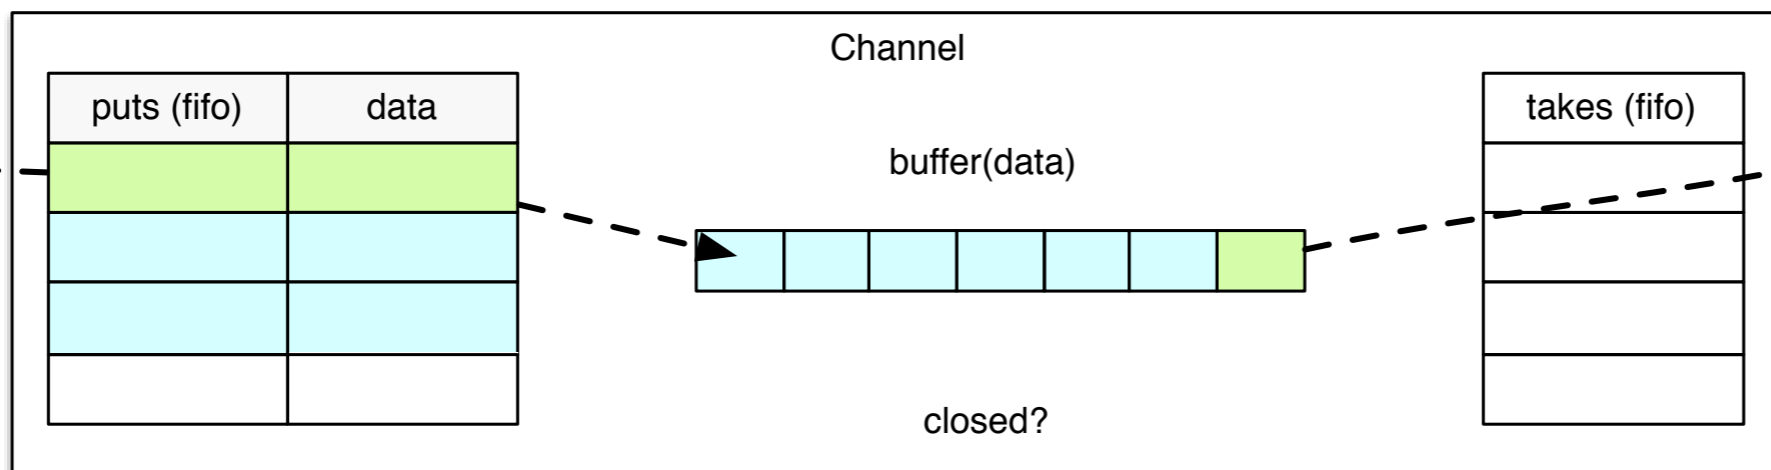 Channel
puts (fifo)
data
buffer(data)
takes (fifo)
closed?